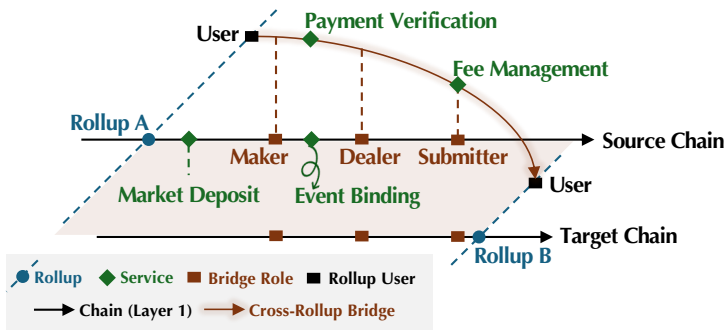 Payment Verification
User
Fee Management
Rollup A
Source Chain
Maker
Dealer
Submitter
Market Deposit
Event Binding
User
Target Chain
Rollup B
Rollup
Service
Bridge Role
Rollup User
Chain (Layer 1)
Cross-Rollup Bridge